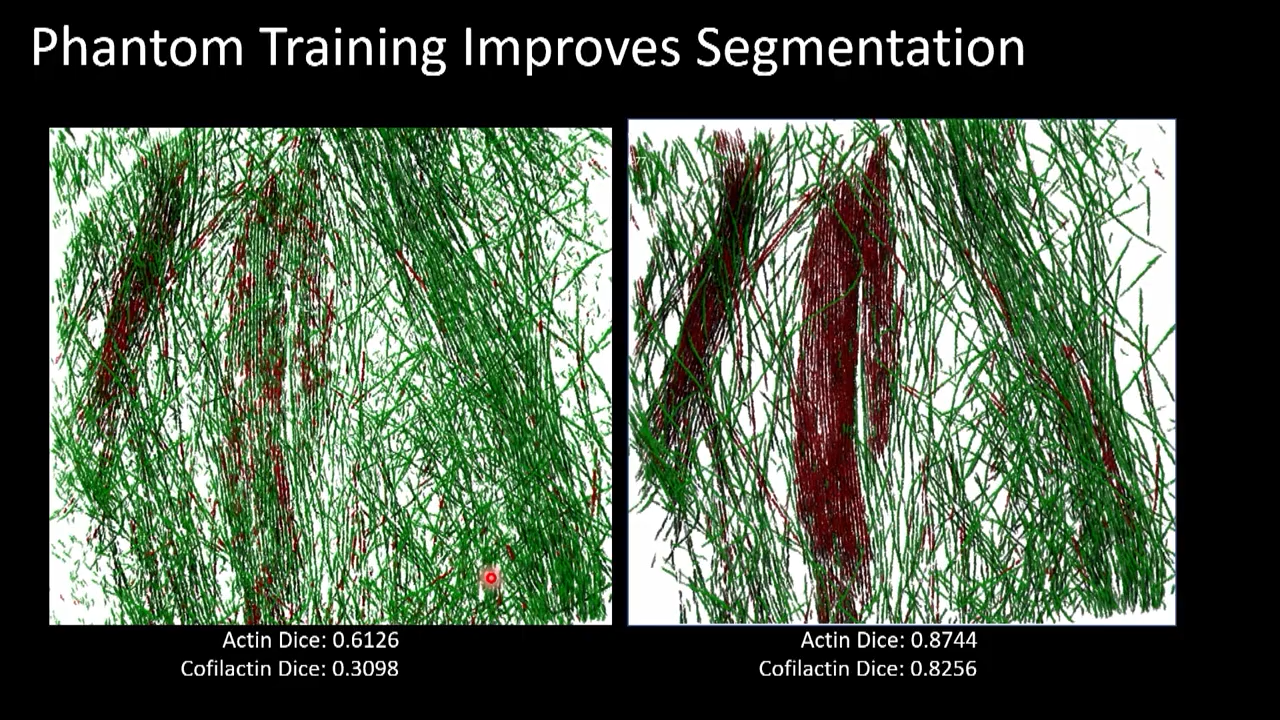 Phantom Training Improves Segmentation
Actin Dice: 0.6126
Cofilactin Dice: 0.3098
Actin Dice: 0.8744
Cofilactin Dice: 0.8256